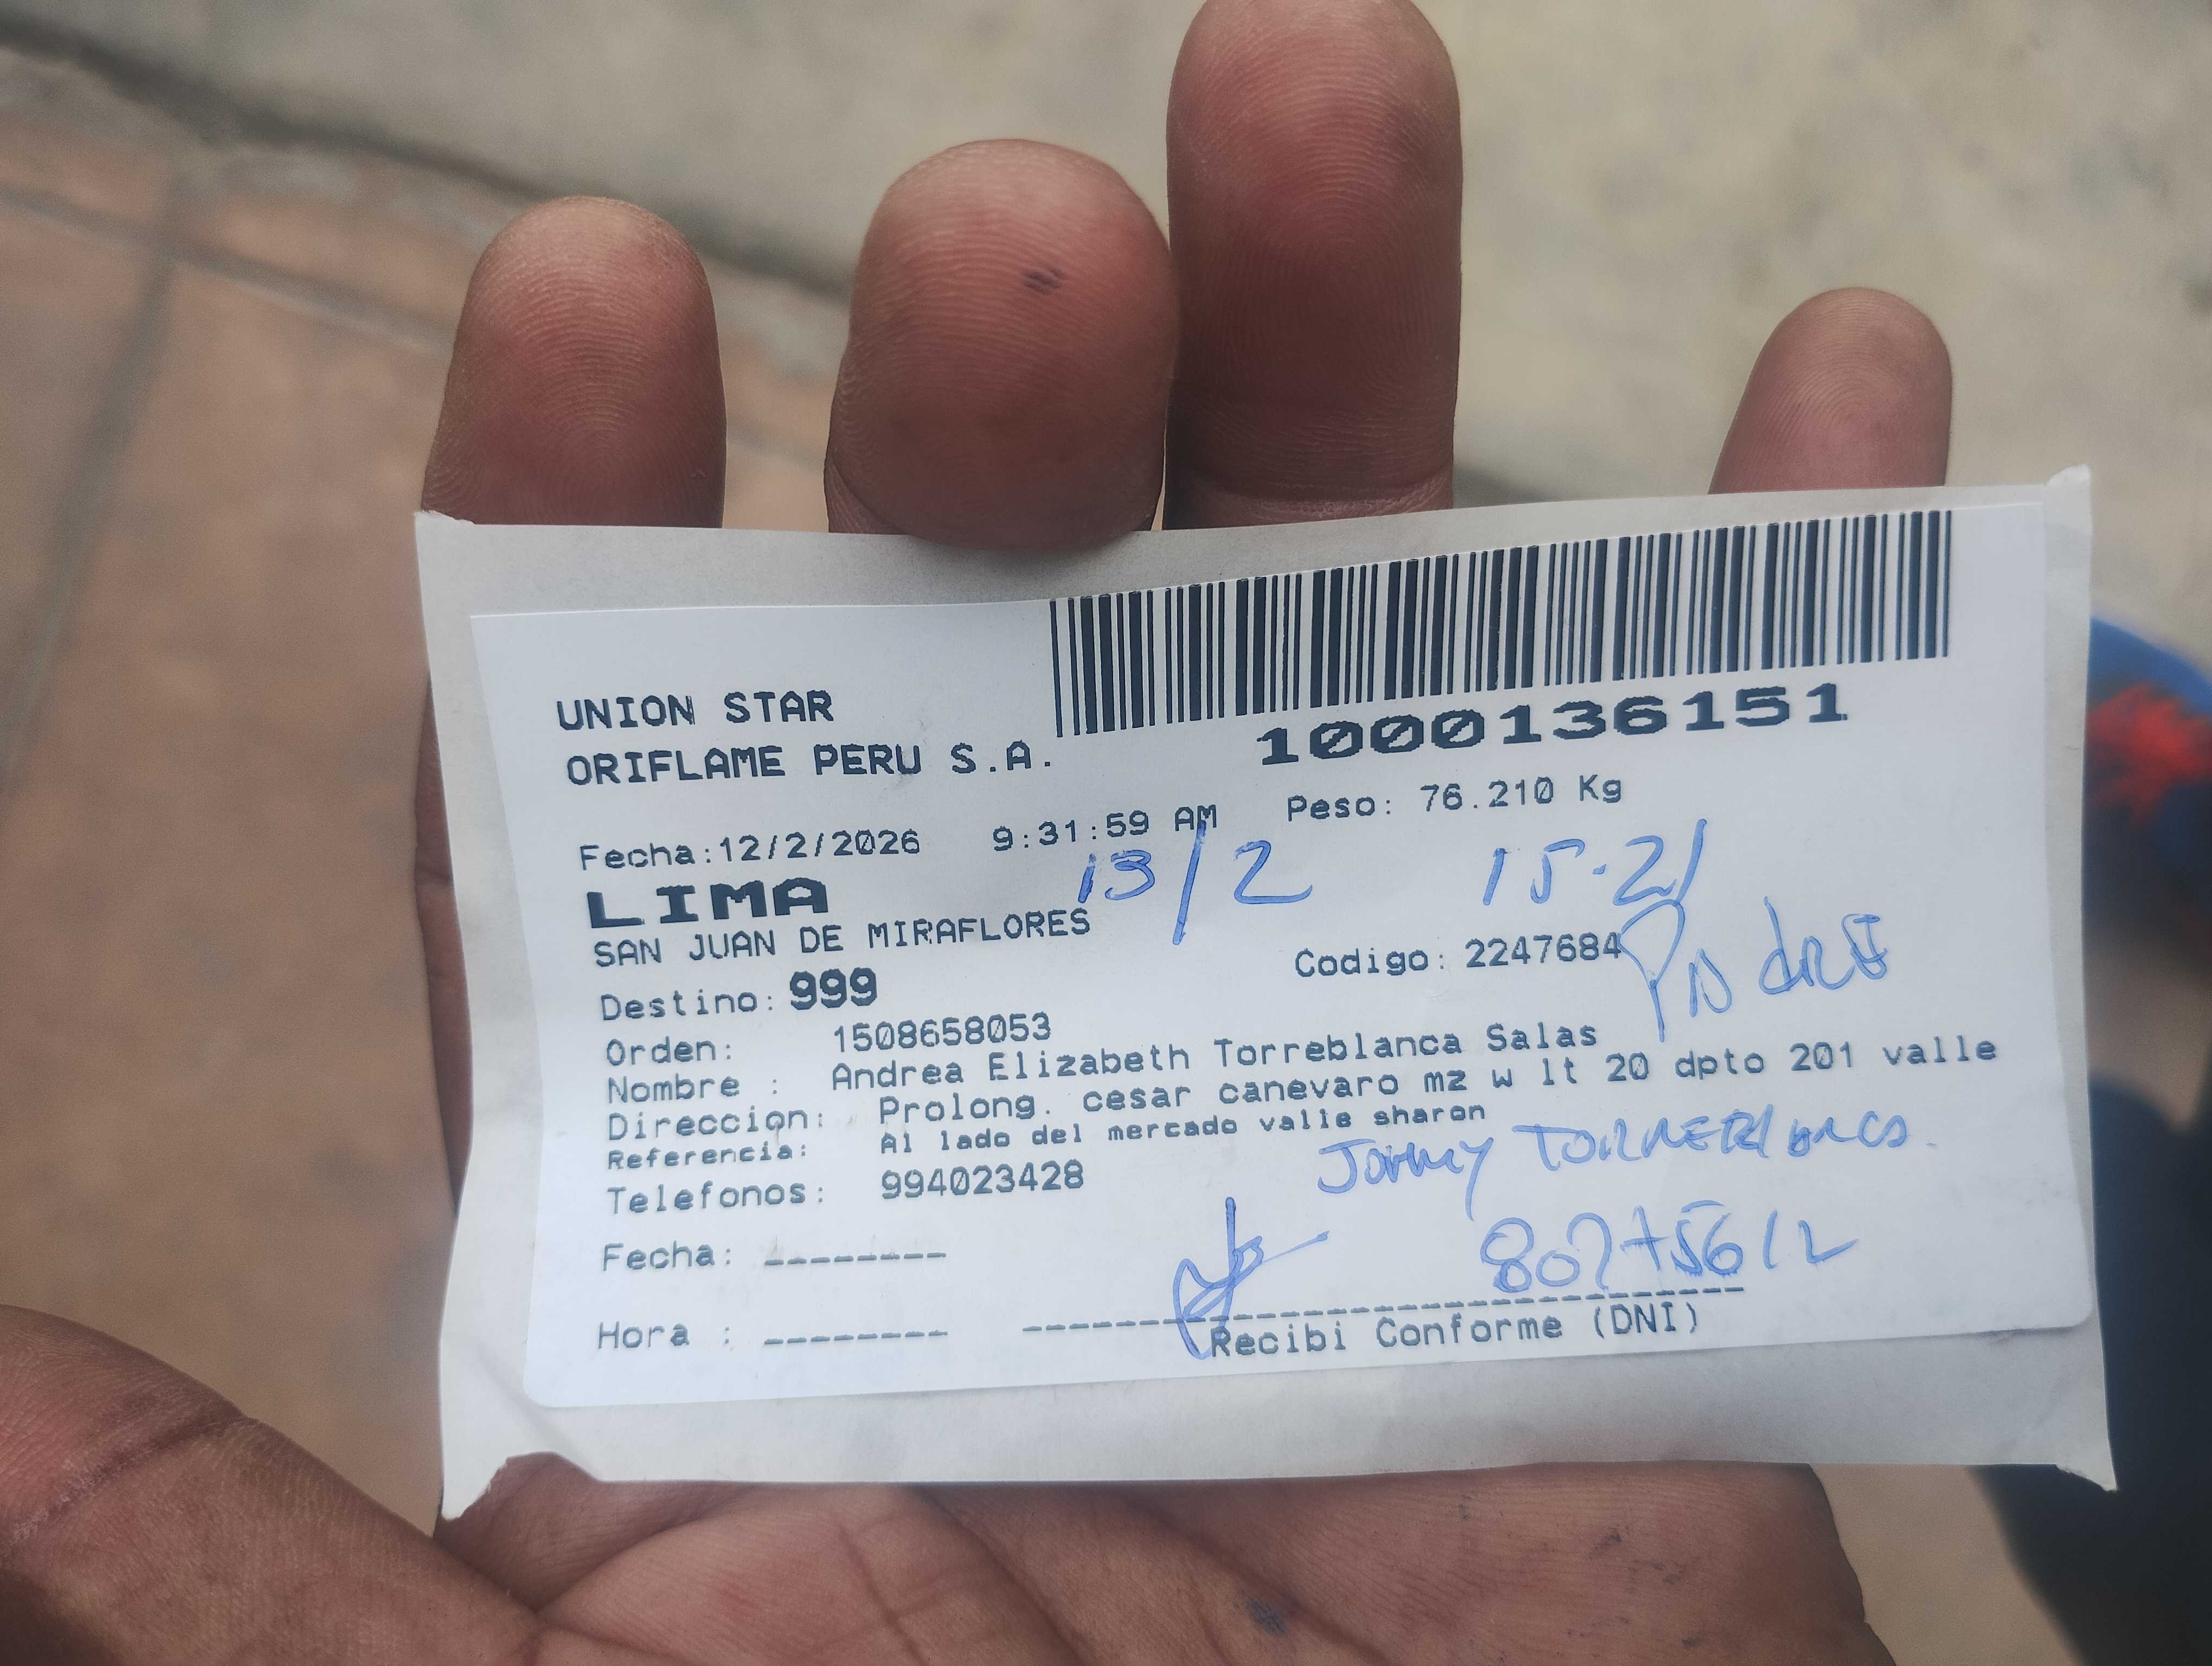 UNION STAR
ORIFLAME PERU S.A.
1000136151
Fecha:12/2/2026 9:31:59 AM Peso: 76.210 Kg
13/2 15.21
LIMA
SAN JUAN DE MIRAFLORES
Codigo: 2247684
Padre
Destino: 999
Orden: 1508658053
Nombre : Andrea Elizabeth Torreblanca Salas
Direccion: Prolong. cesar canevaro mz w lt 20 dpto 201 valle
Referencia: Al lado del mercado valle sharon
Telefonos: 994023428
TORREBlANCA.
Fecha: --------
80775612
Hora : --------
Recibi Conforme (DNI)